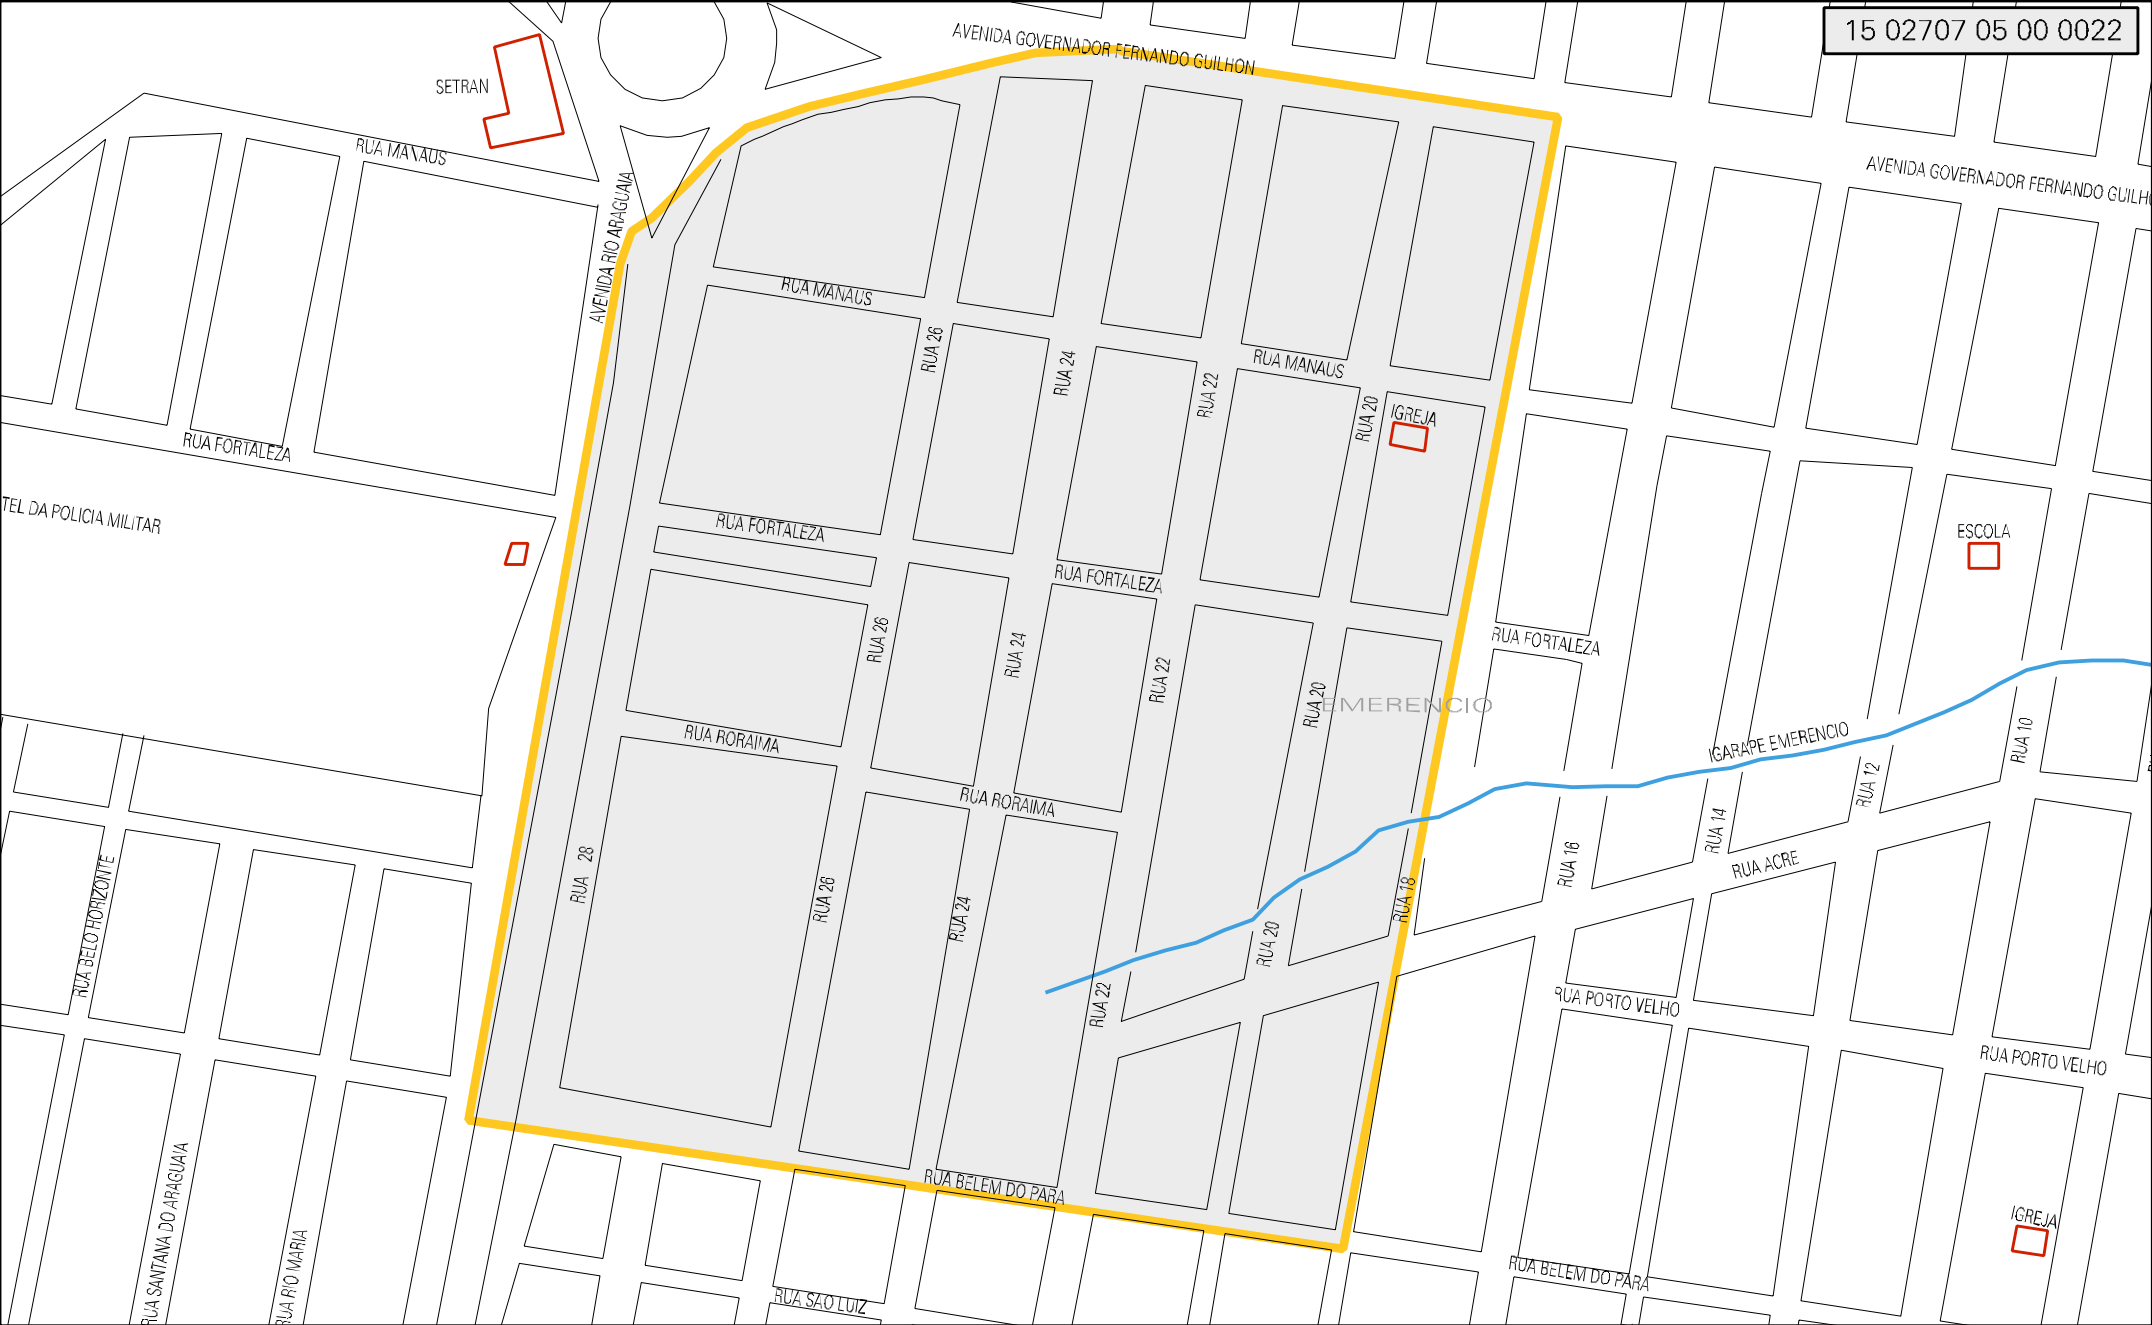 15 02707 05 00 0022
AVENIDA GOVERNADOR FERNANDO GUILHON
SETRAN
RUA MANAUS
AVENIDA GOVERNADOR FERNANDO GUILHO
AVENIDA RIO ARAGUAIA
RUA MANAUS
RUA 26
RUA 24
RUA MANAUS
RUA 22
RUA 20
IGREJA
RUA FORTALEZA
TEL DA POLICIA MILITAR
RUA FORTALEZA
ESCOLA
RUA FORTALEZA
RUA 26
RUA 24
RUA 22
RUA FORTALEZA
RUA 20
EMERENCIO
RUA RORAIMA
IGARAPE EMERENCIO
RUA 10
RUA RORAIMA
RUA 12
RUA 14
RUA 16
RUA ACRE
RUA 28
RUA 26
RUA 24
RUA 18
RUA BELO HORIZONTE
RUA 20
RUA 22
RUA PORTO VELHO
RUA PORTO VELHO
RUA BELEM DO PARA
RUA SANTANA DO ARAGUAIA
RUA RIO MARIA
IGREJA
RUA BELEM DO PARA
RUA SAO LUIZ